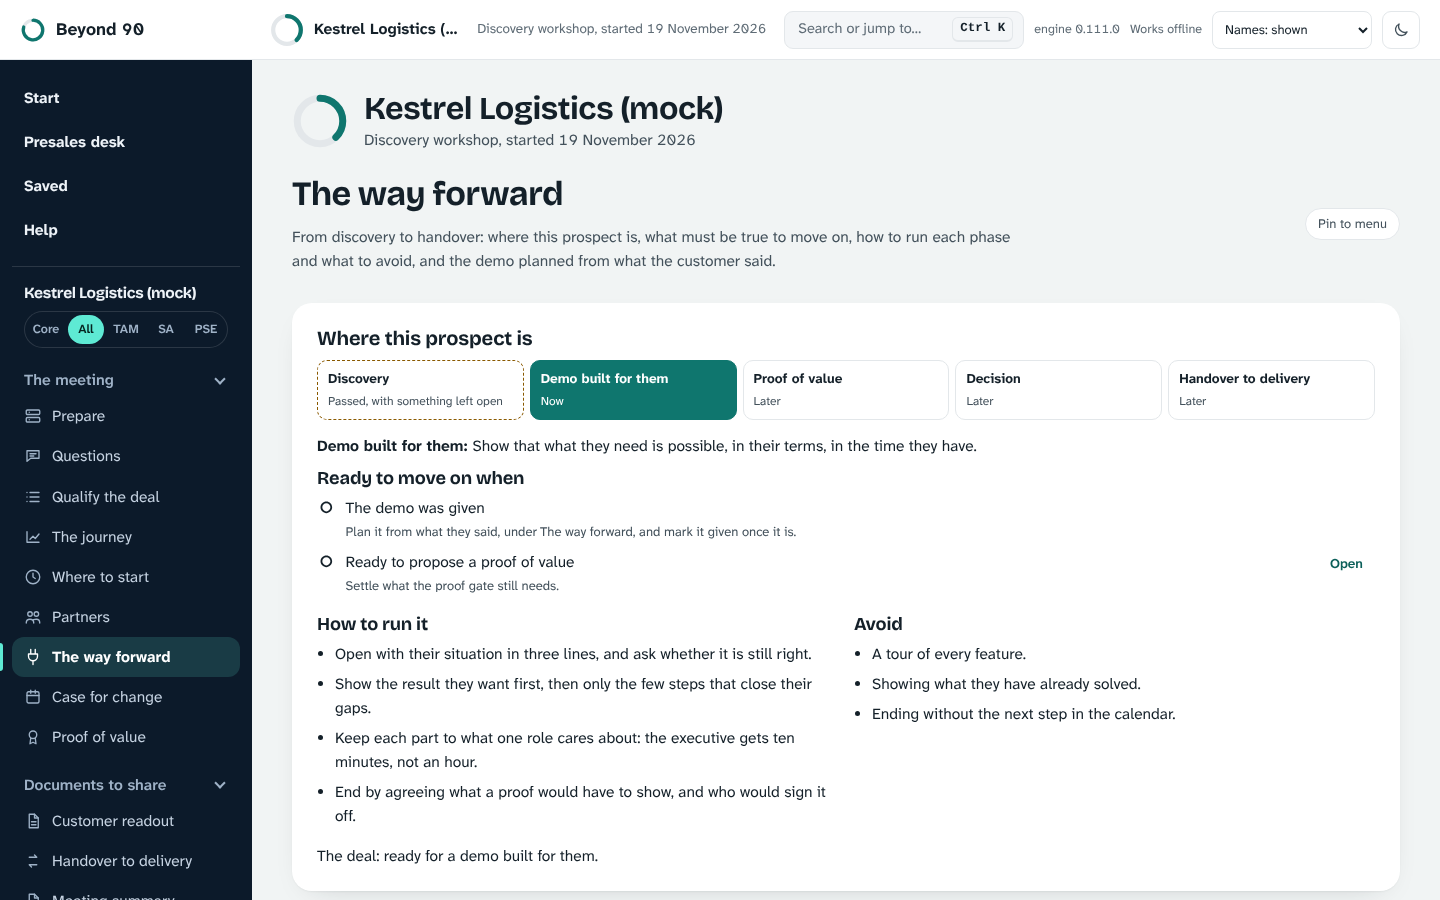 Beyond 90
Kestrel Logistics (...
Discovery workshop, started 19 November 2026
Search or jump to...
Ctrl K
engine 0.111.0
Works offline
Names: shown
Start
Presales desk
Saved
Help
Kestrel Logistics (mock)
Core
All
TAM
SA
PSE
The meeting
Prepare
Questions
Qualify the deal
The journey
Where to start
Partners
The way forward
Case for change
Proof of value
Documents to share
Customer readout
Handover to delivery
Meeting summary
Kestrel Logistics (mock)
Discovery workshop, started 19 November 2026
The way forward
From discovery to handover: where this prospect is, what must be true to move on, how to run each phase
and what to avoid, and the demo planned from what the customer said.
Pin to menu
Where this prospect is
Discovery
Passed, with something left open
Demo built for them
Now
Proof of value
Later
Decision
Later
Handover to delivery
Later
Demo built for them: Show that what they need is possible, in their terms, in the time they have.
Ready to move on when
The demo was given
Plan it from what they said, under The way forward, and mark it given once it is.
Ready to propose a proof of value
Settle what the proof gate still needs.
Open
How to run it
Open with their situation in three lines, and ask whether it is still right.
Show the result they want first, then only the few steps that close their
gaps.
Keep each part to what one role cares about: the executive gets ten
minutes, not an hour.
End by agreeing what a proof would have to show, and who would sign it
off.
Avoid
A tour of every feature.
Showing what they have already solved.
Ending without the next step in the calendar.
The deal: ready for a demo built for them.